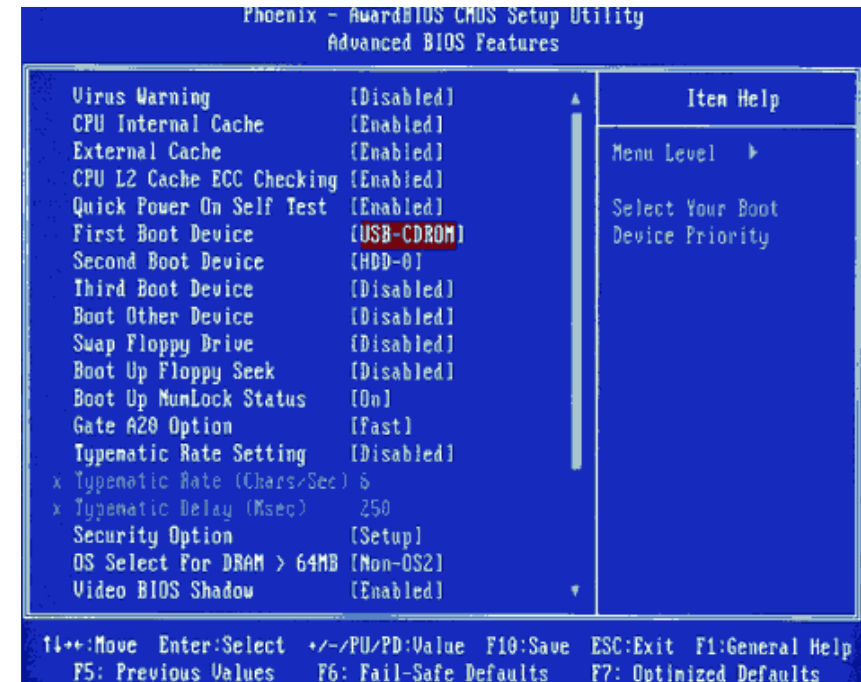 Phoenix - AwardBIOS CMOS Setup Utility
Advanced BIOS Features
Virus Warning [Disabled]
CPU Internal Cache [Enabled]
External Cache [Enabled]
CPU L2 Cache ECC Checking [Enabled]
Quick Power On Self Test [Enabled]
First Boot Device [USB-CDROM]
Second Boot Device [HDD-0]
Third Boot Device [Disabled]
Boot Other Device [Disabled]
Swap Floppy Drive [Disabled]
Boot Up Floppy Seek [Disabled]
Boot Up NumLock Status [On]
Gate A20 Option [Fast]
Typematic Rate Setting [Disabled]
x Typematic Rate (Chars/Sec) 6
x Typematic Delay (Msec) 250
Security Option [Setup]
OS Select For DRAM > 64MB [Non-OS2]
Video BIOS Shadow [Enabled]
Item Help
Menu Level ▶
Select Your Boot
Device Priority
↑↓→←:Move Enter:Select +/-/PU/PD:Value F10:Save ESC:Exit F1:General Help
F5: Previous Values F6: Fail-Safe Defaults F7: Optimized Defaults